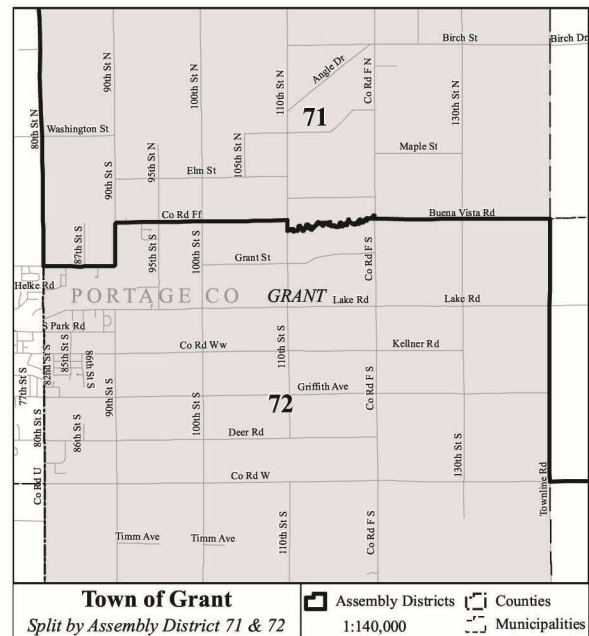 Birch St
Birch Dr
Angle Dr
90th St N
100th St N
110th St N
Co Rd F N
130th St N
80th St N
71
Washington St
Maple St
95th St N
105th St N
Elm St
90th St S
Co Rd Ff
Buena Vista Rd
87th St S
95th St S
100th St S
Grant St
Co Rd F S
Helke Rd
PORTAGE CO
GRANT
Lake Rd
Lake Rd
S Park Rd
Co Rd Ww
110th St S
Kellner Rd
82nd St S
85th St S
86th St S
77th St S
Griffith Ave
Co Rd F S
90th St S
100th St S
72
80th St S
86th St S
Deer Rd
130th St S
Co Rd U
Co Rd W
Townline Rd
Timm Ave
Timm Ave
110th St S
Co Rd F S
Town of Grant
Split by Assembly District 71 & 72
Assembly Districts
Counties
1:140,000
Municipalities